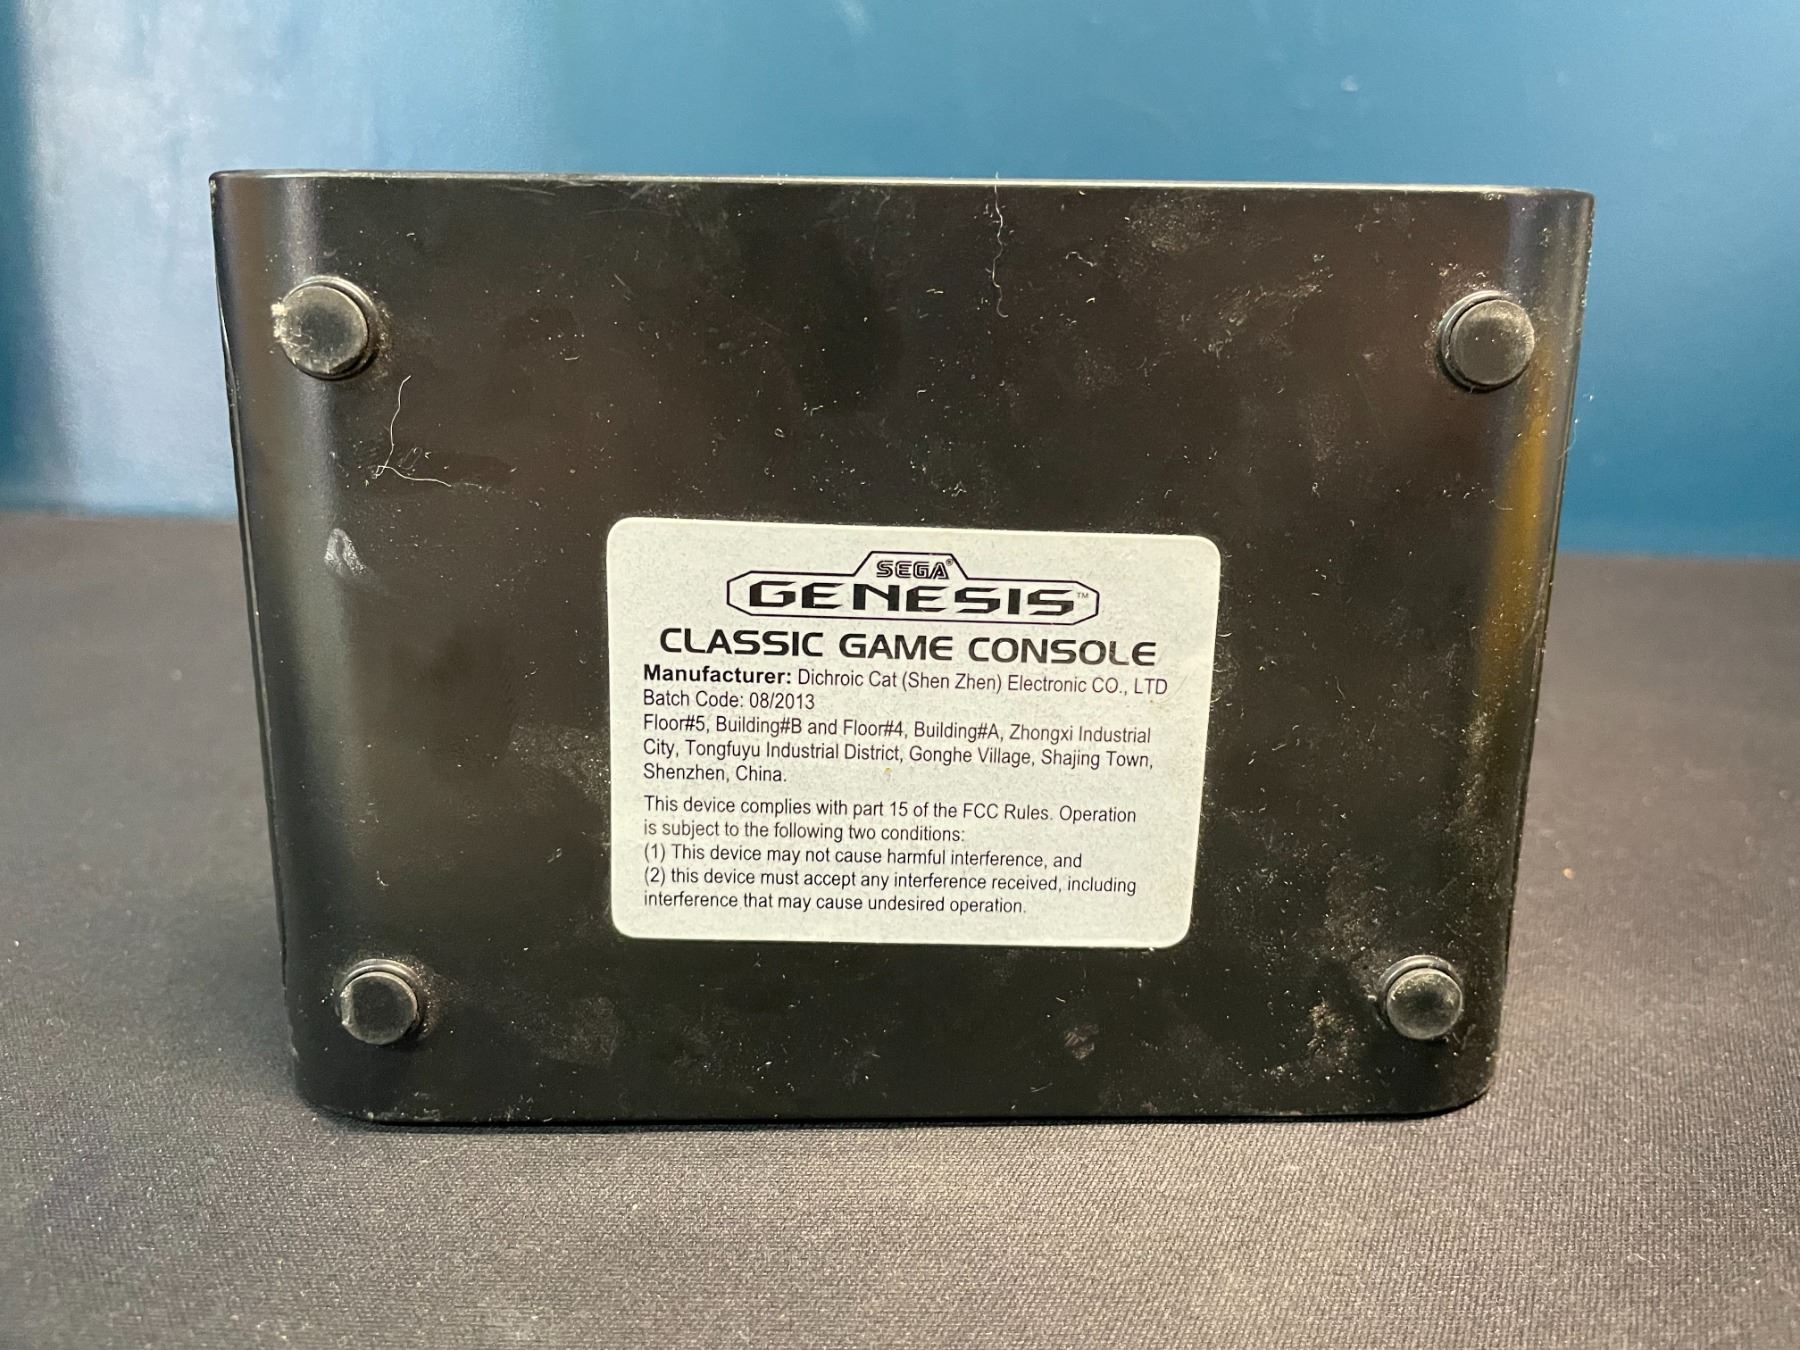 SEGA®
GENESIS™
CLASSIC GAME CONSOLE
Manufacturer: Dichroic Cat (Shen Zhen) Electronic CO., LTD
Batch Code: 08/2013
Floor#5, Building#B and Floor#4, Building#A, Zhongxi Industrial
City, Tongfuyu Industrial District, Gonghe Village, Shajing Town,
Shenzhen, China.
This device complies with part 15 of the FCC Rules. Operation
is subject to the following two conditions:
(1) This device may not cause harmful interference, and
(2) this device must accept any interference received, including
interference that may cause undesired operation.